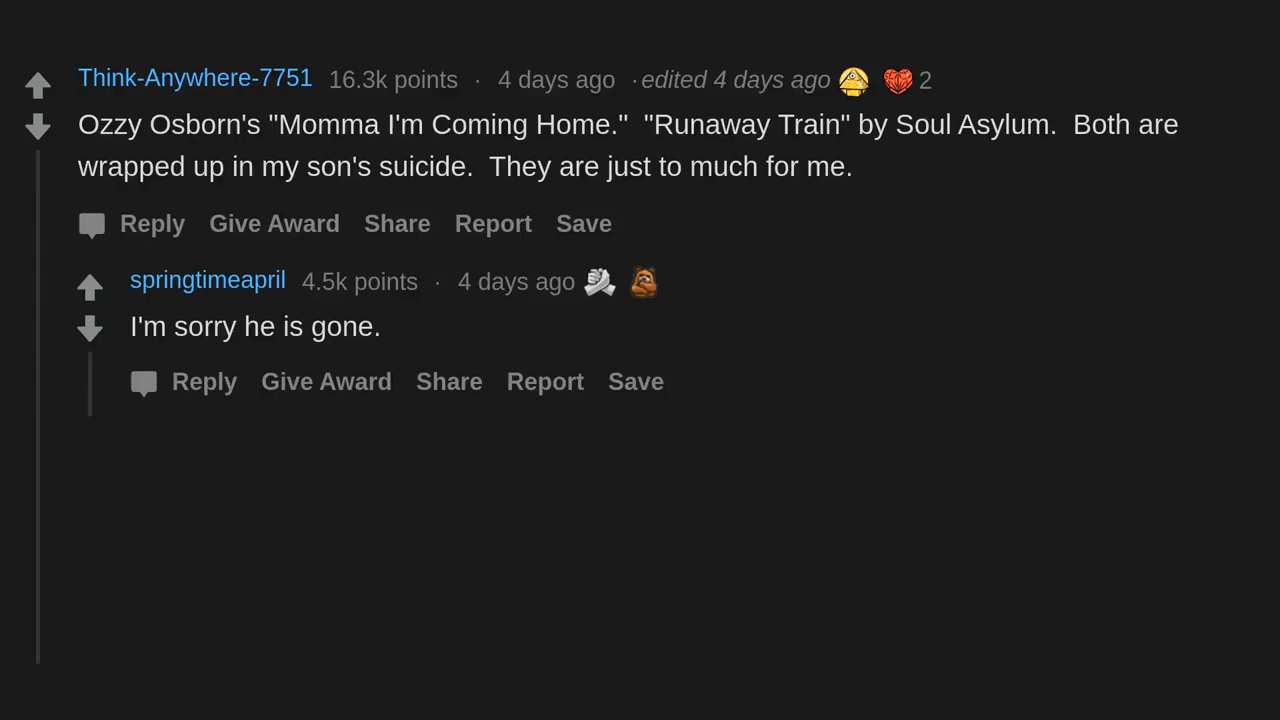 Think-Anywhere-7751 16.3k points · 4 days ago · edited 4 days ago 2
Ozzy Osborn's "Momma I'm Coming Home."  "Runaway Train" by Soul Asylum.  Both are
wrapped up in my son's suicide.  They are just to much for me.
Reply Give Award Share Report Save
springtimeapril 4.5k points · 4 days ago
I'm sorry he is gone.
Reply Give Award Share Report Save